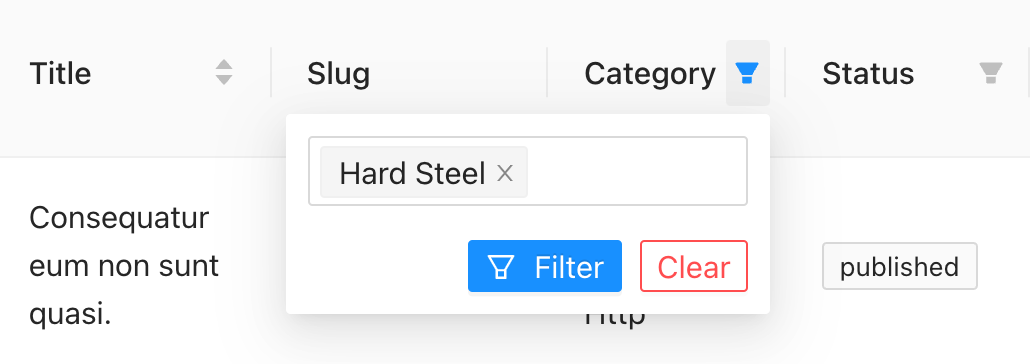 Title
Slug
Category
Status
Hard Steel
Filter
Clear
Consequatur
eum non sunt
quasi.
Http
published